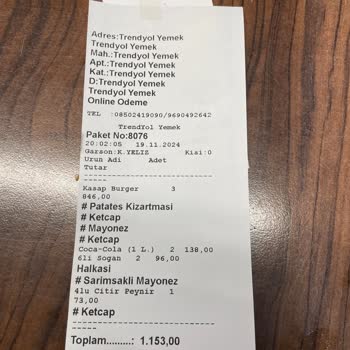 Adres:Trendyol Yemek
Trendyol Yemek
Mah.:Trendyol Yemek
Apt.:Trendyol Yemek
Kat.:Trendyol Yemek
D:Trendyol Yemek
Trendyol Yemek
Online Odeme
TEL :08502419090/9690492642
TrendYol Yemek
Paket No:8076
20:02:05 19.11.2024
Garson:K.YELIZ Kisi:0
Urun Adi Adet
Tutar
Kasap Burger 3
846,00
# Patates Kizartmasi
# Ketcap
# Mayonez
# Ketcap
Coca-Cola (1 L.) 2 138,00
6li Sogan 2 96,00
Halkasi
# Sarimsakli Mayonez
4lu Citir Peynir 1
73,00
# Ketcap
Toplam.........: 1.153,00